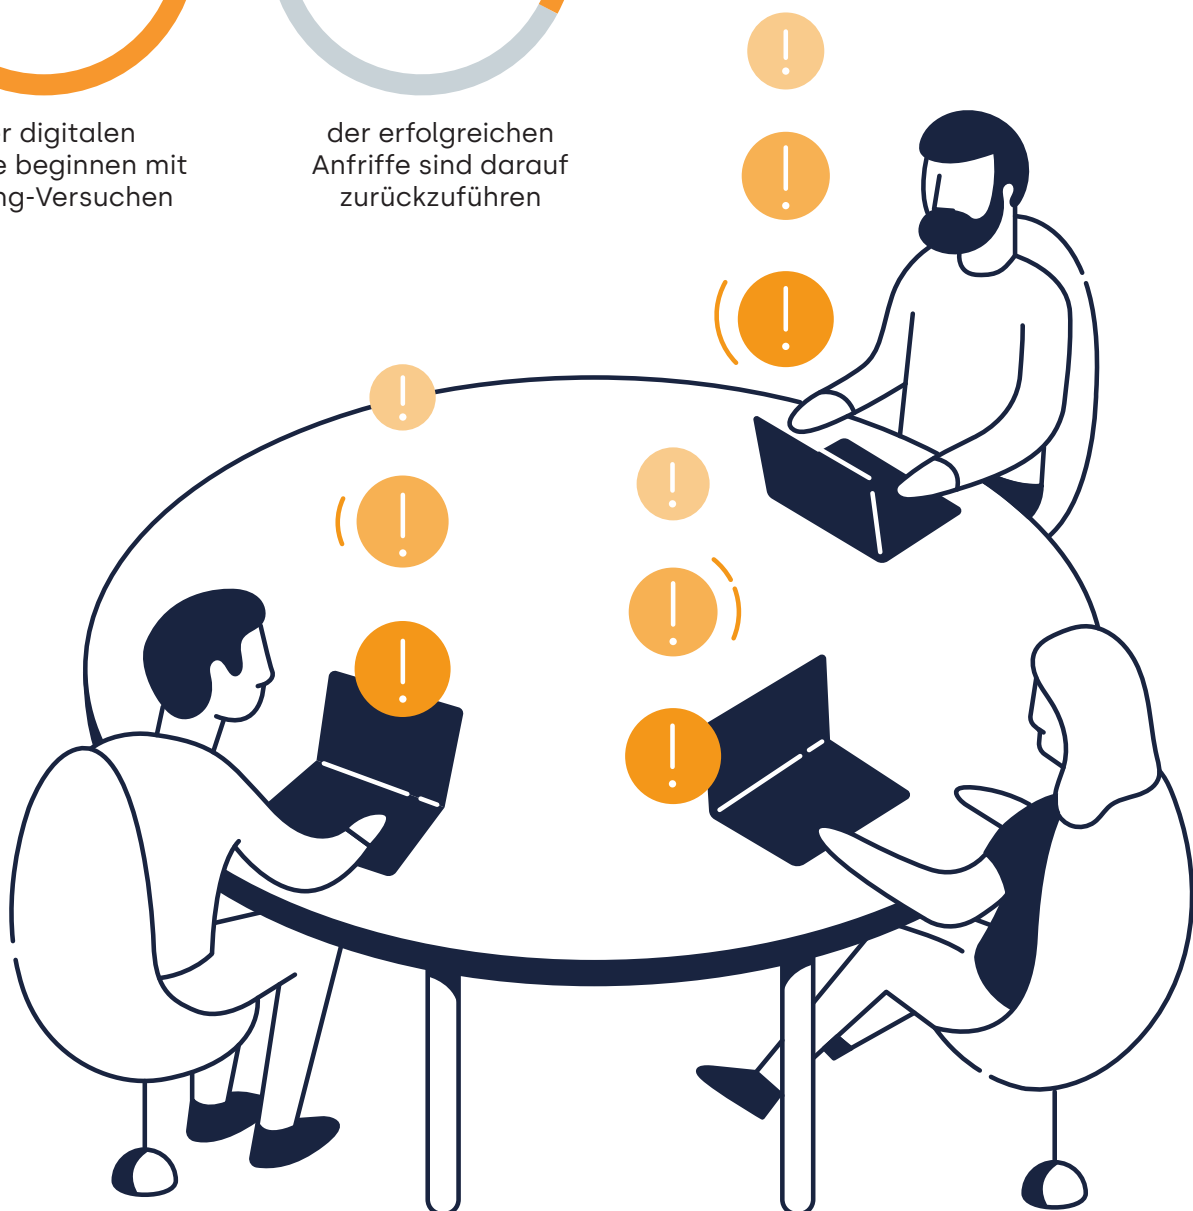 r digitalen
e beginnen mit
ng-Versuchen
der erfolgreichen
Anfriffe sind darauf
zurückzuführen